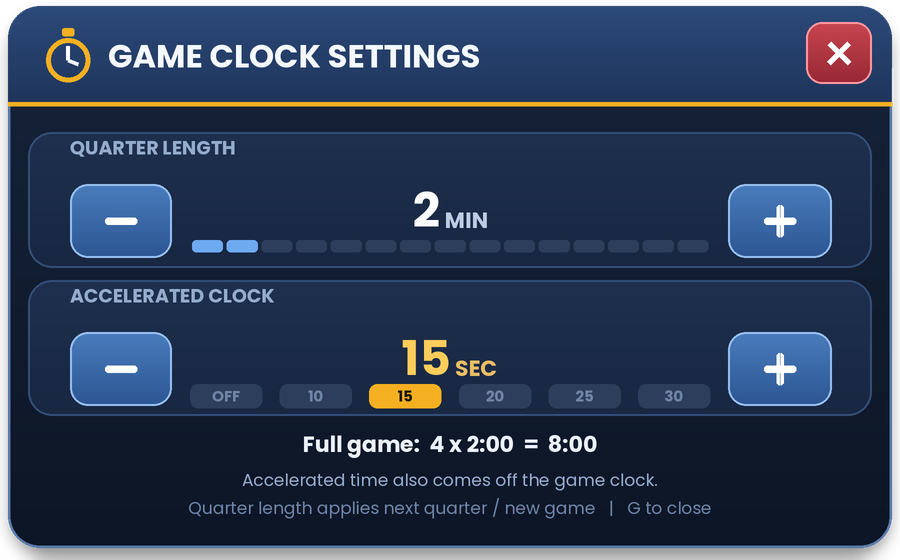 GAME CLOCK SETTINGS
QUARTER LENGTH
2 MIN
ACCELERATED CLOCK
15 SEC
OFF 10 15 20 25 30
Full game: 4 x 2:00 = 8:00
Accelerated time also comes off the game clock.
Quarter length applies next quarter / new game | G to close